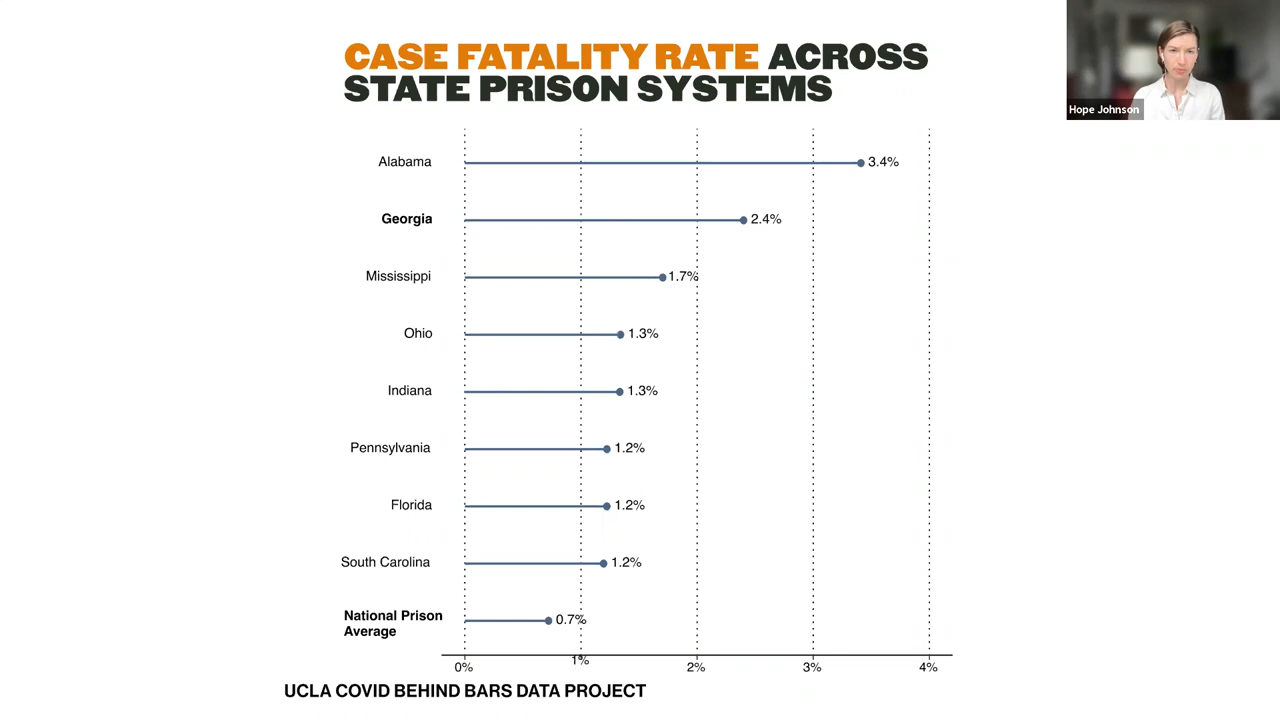 CASE FATALITY RATE ACROSS
STATE PRISON SYSTEMS
Hope Johnson
Alabama 3.4%
Georgia 2.4%
Mississippi 1.7%
Ohio 1.3%
Indiana 1.3%
Pennsylvania 1.2%
Florida 1.2%
South Carolina 1.2%
National Prison
Average
0.7%
0% 1% 2% 3% 4%
UCLA COVID BEHIND BARS DATA PROJECT